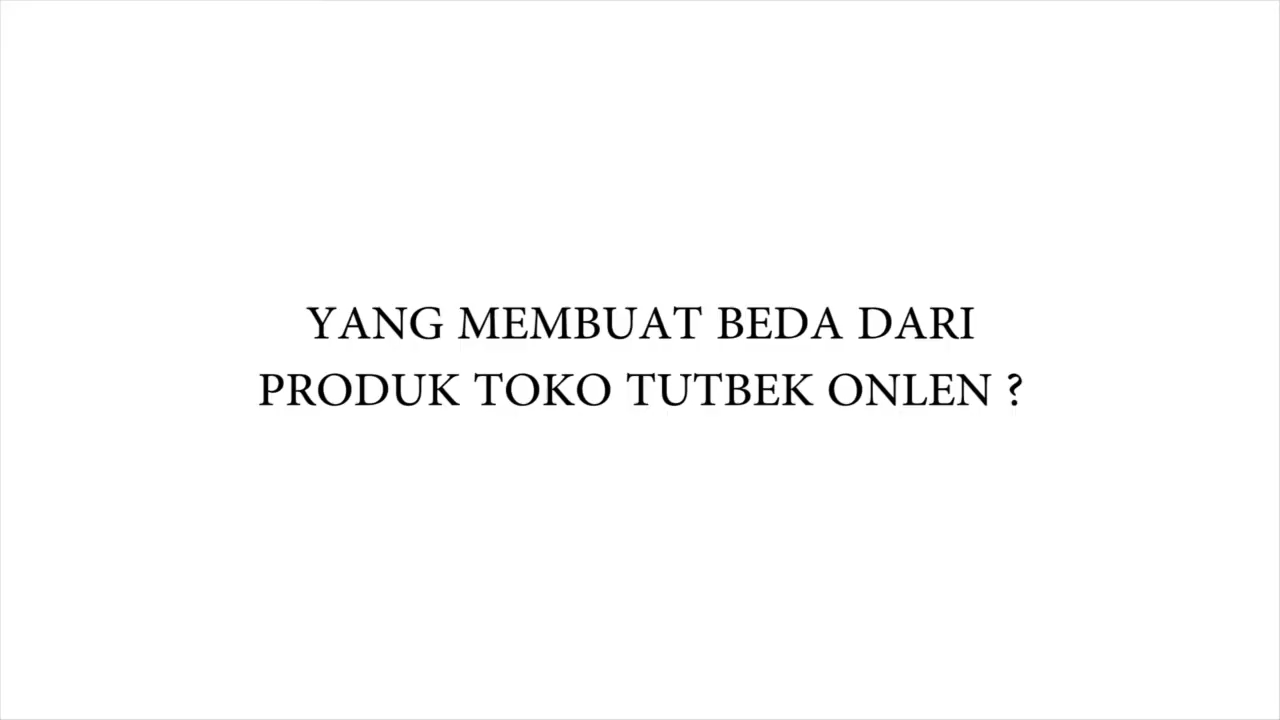 YANG MEMBUAT BEDA DARI
PRODUK TOKO TUTBEK ONLEN ?